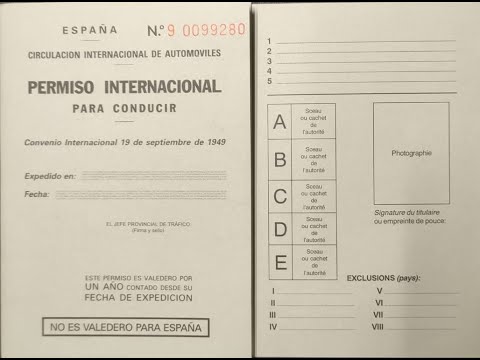 ESPAÑA
N.º 9 0099280
CIRCULACION INTERNACIONAL DE AUTOMOVILES
PERMISO INTERNACIONAL
PARA CONDUCIR
Convenio Internacional 19 de septiembre de 1949
Expedido en:
Fecha:
EL JEFE PROVINCIAL DE TRÁFICO
(Firma y sello)
ESTE PERMISO ES VALEDERO POR
UN AÑO CONTADO DESDE SU
FECHA DE EXPEDICION
NO ES VALEDERO PARA ESPAÑA
1
2
3
4
5
A
Sceau
ou cachet
de
l'autorité
B
Sceau
ou cachet
de
l'autorité
C
Sceau
ou cachet
de
l'autorité
D
Sceau
ou cachet
de
l'autorité
E
Sceau
ou cachet
de
l'autorité
Photographie
Signature du titulaire
ou empreinte de pouce:
EXCLUSIONS (pays):
I V
II VI
III VII
IV VIII